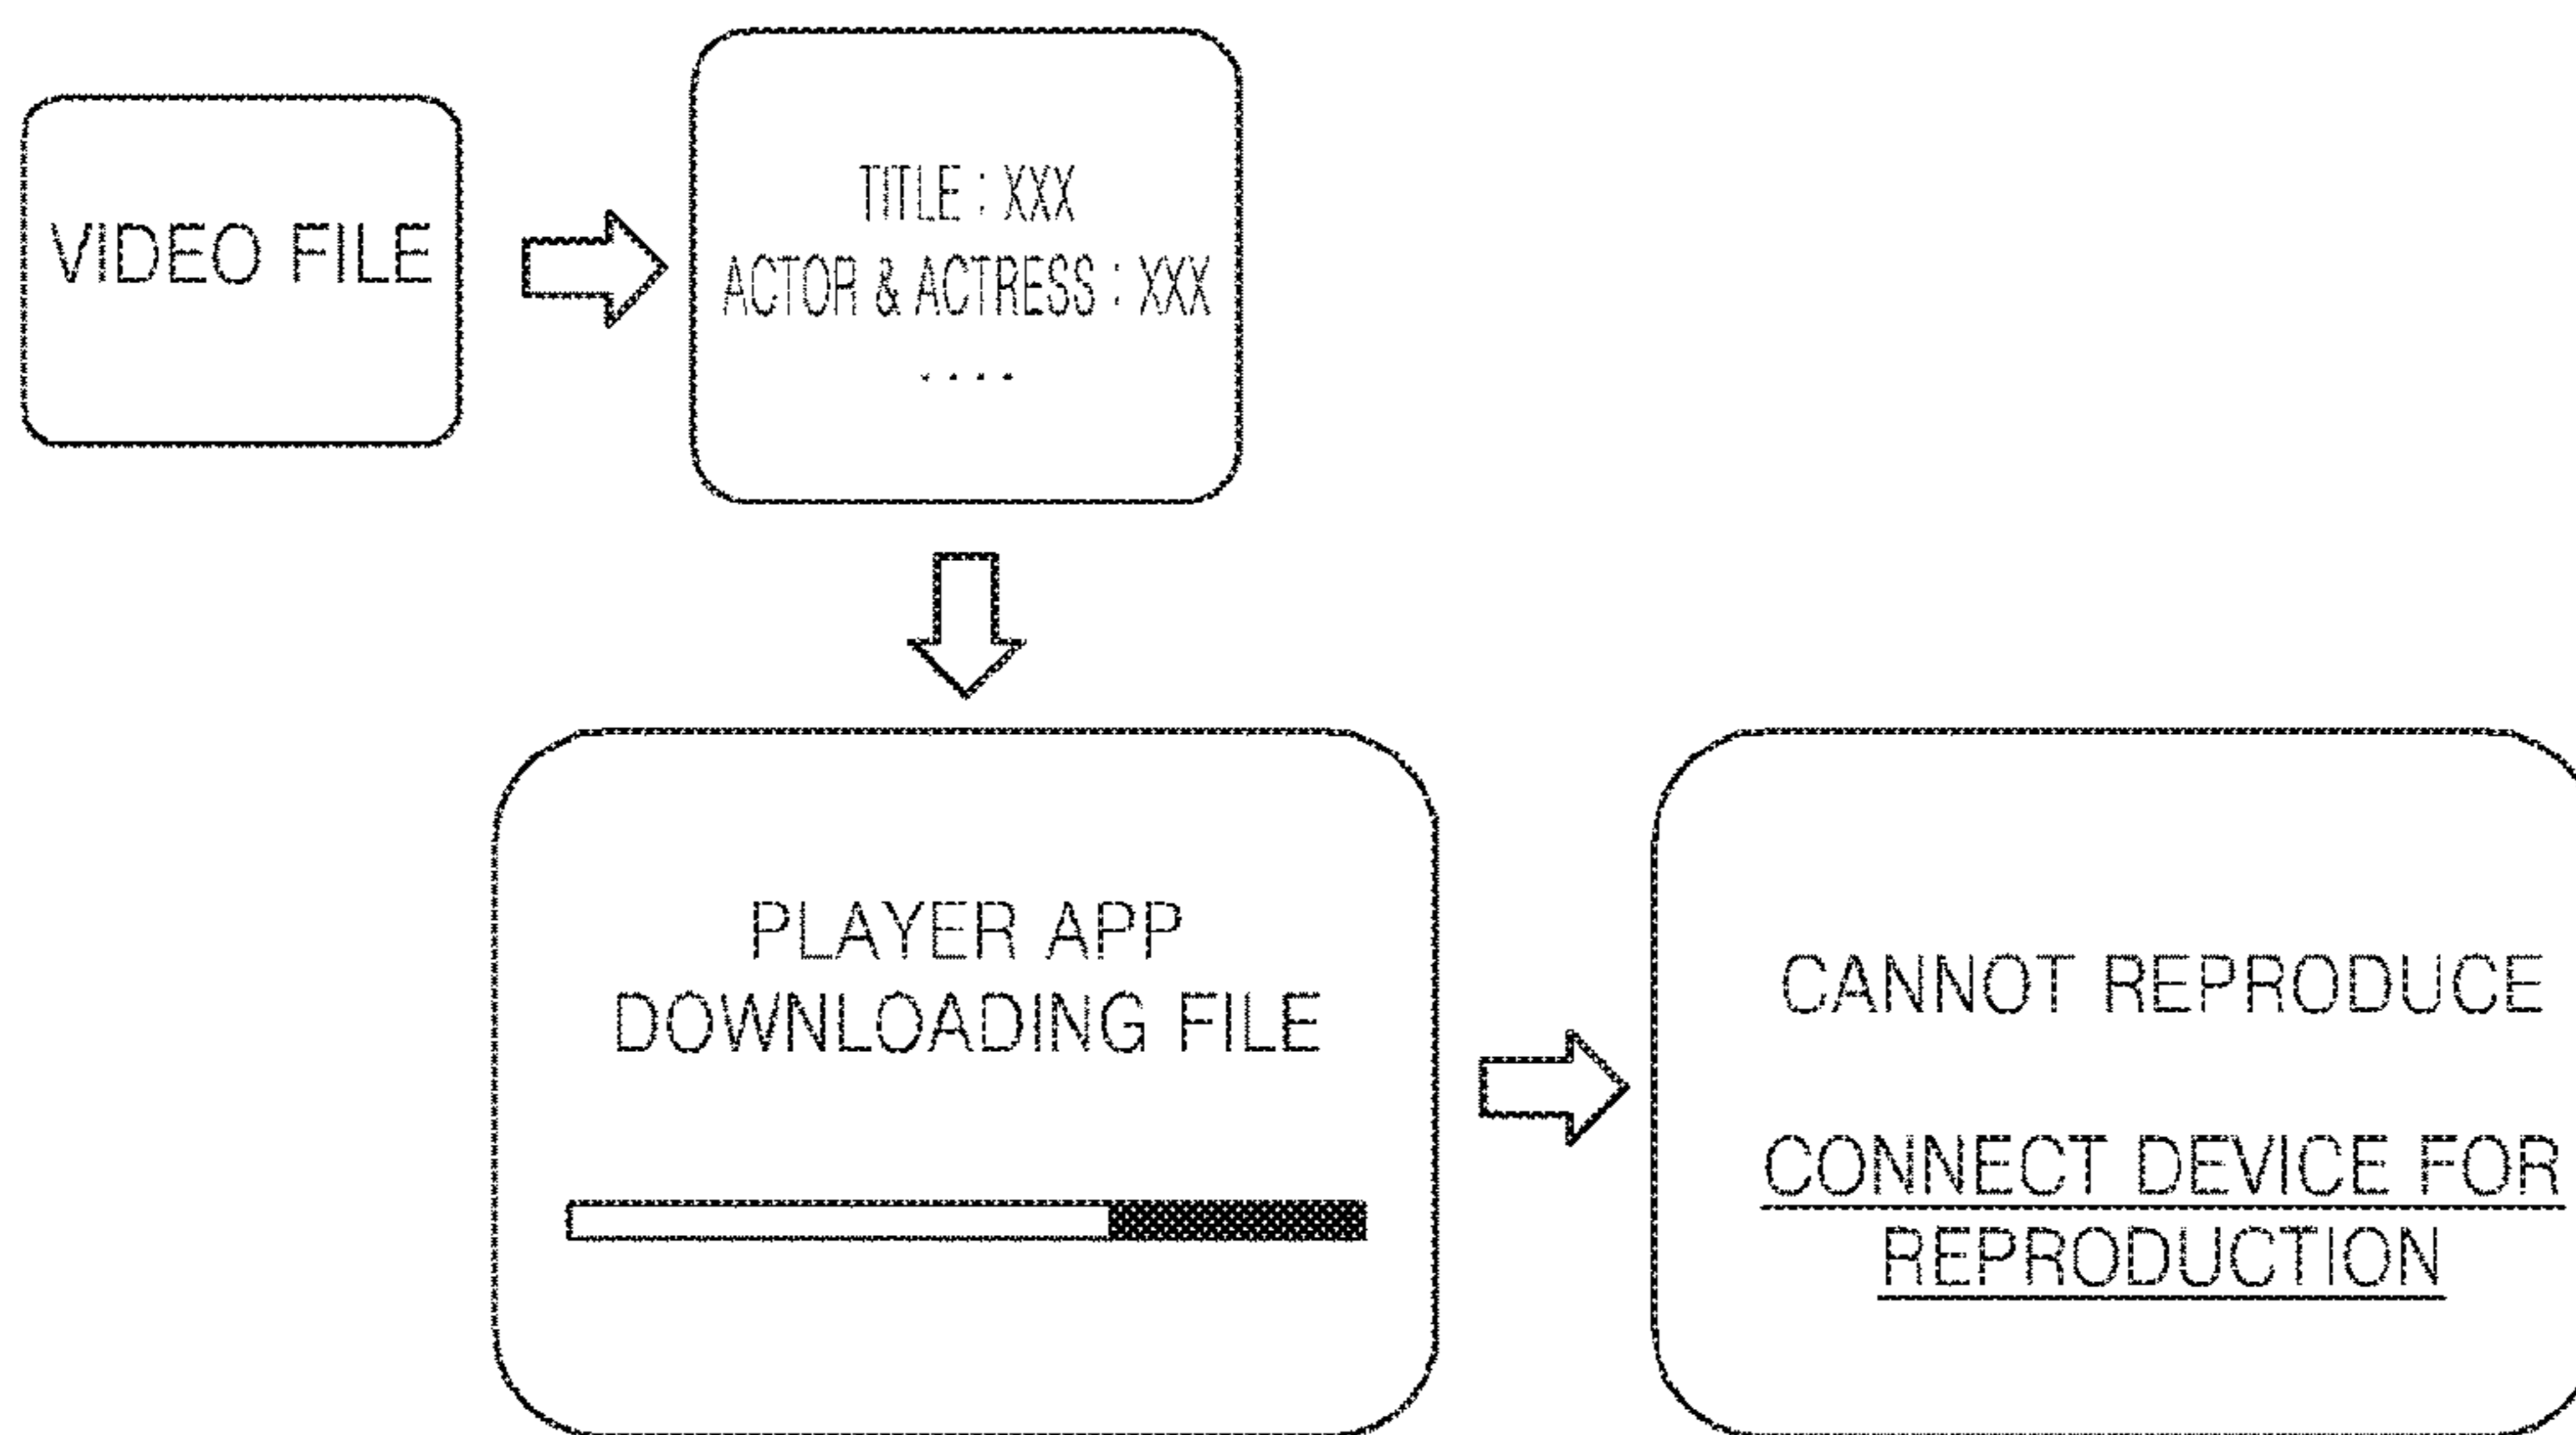 VIDEO FILE
TITLE : XXX
ACTOR & ACTRESS : XXX
....
PLAYER APP
DOWNLOADING FILE
CANNOT REPRODUCE
CONNECT DEVICE FOR
REPRODUCTION